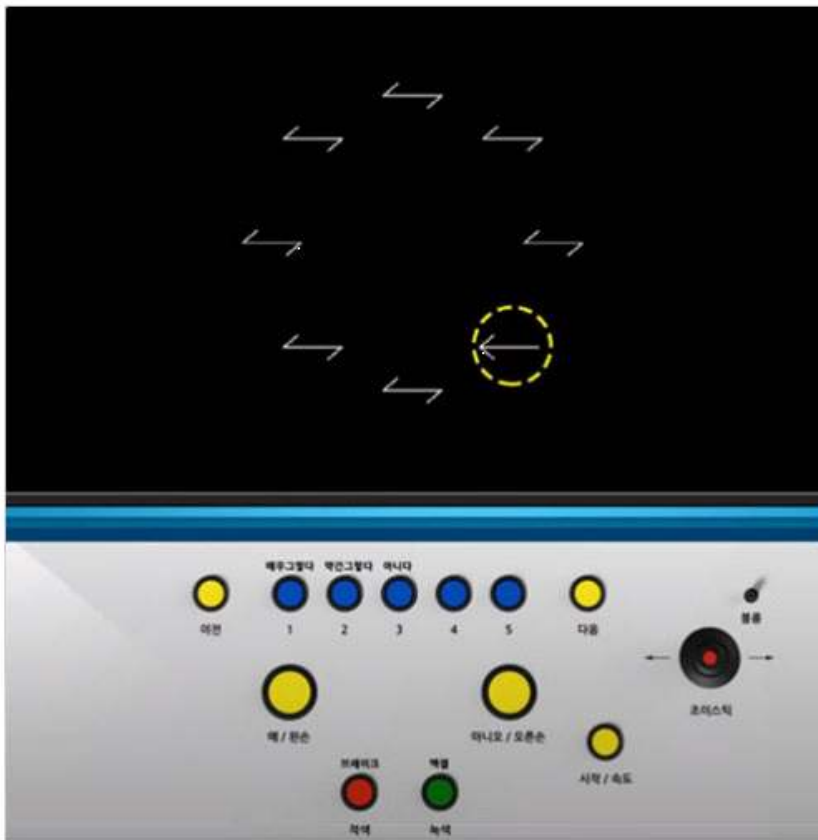 매우그렇다 약간그렇다 아니다
이전 1 2 3 4 5 다음
볼륨
조이스틱
예 / 왼손 아니오 / 오른손
시작 / 속도
브레이크 엑셀
적색 녹색